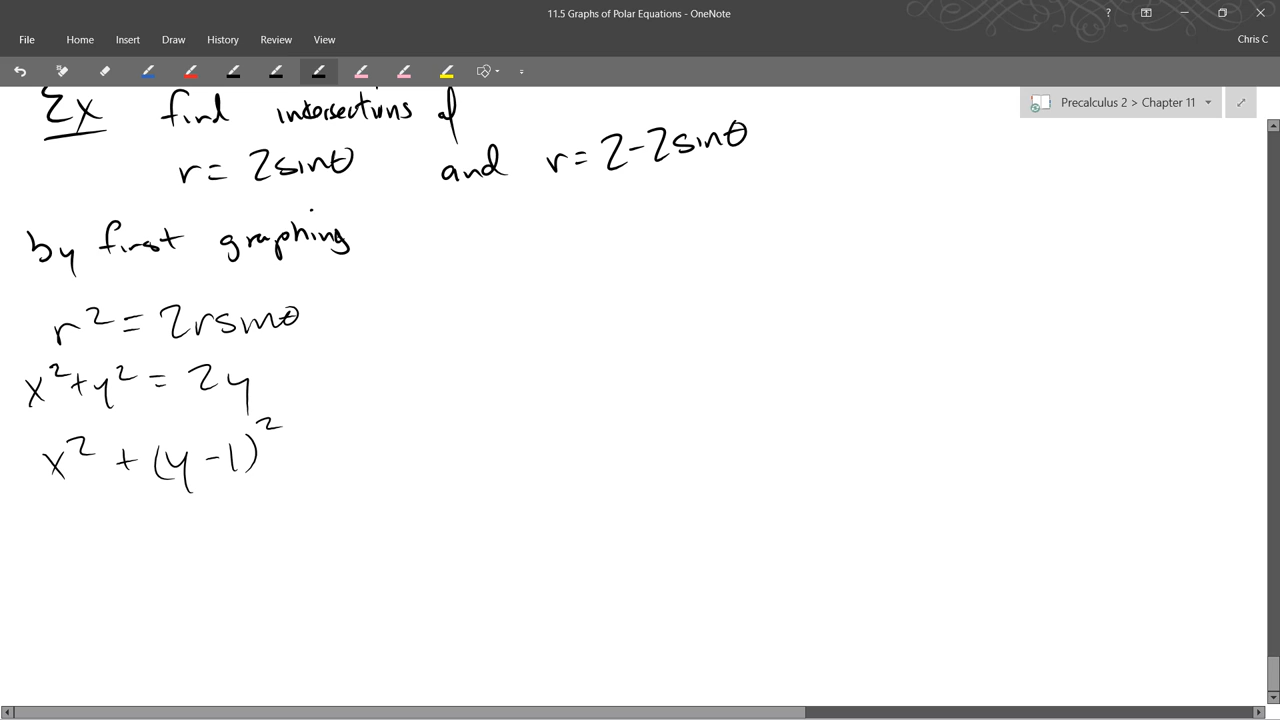 11.5 Graphs of Polar Equations - OneNote
File Home Insert Draw History Review View
Chris C
Precalculus 2 > Chapter 11
Ex find intersections of
r = 2sinθ and r = 2-2sinθ
by first graphing
r² = 2rsinθ
x²+y² = 2y
x² + (y-1)²